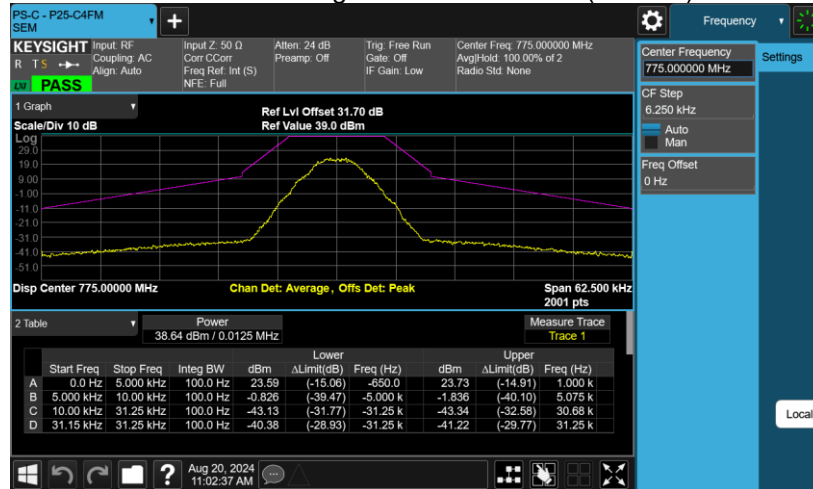 PS-C - P25-C4FM
SEM
Frequency
KEYSIGHT
R T S
LXI PASS
Input: RF
Coupling: AC
Align: Auto
Input Z: 50 Ω
Corr CCorr
Freq Ref: Int (S)
NFE: Full
Atten: 24 dB
Preamp: Off
Trig: Free Run
Gate: Off
IF Gain: Low
Center Freq: 775.000000 MHz
Avg|Hold: 100.00% of 2
Radio Std: None
Center Frequency
775.000000 MHz
Settings
CF Step
6.250 kHz
Auto
Man
Freq Offset
0 Hz
Local
1 Graph
Scale/Div 10 dB
Ref Lvl Offset 31.70 dB
Ref Value 39.0 dBm
Log
29.0
19.0
9.00
-1.00
-11.0
-21.0
-31.0
-41.0
-51.0
Disp Center 775.00000 MHz
Chan Det: Average, Offs Det: Peak
Span 62.500 kHz
2001 pts
2 Table
Power
38.64 dBm / 0.0125 MHz
Measure Trace
Trace 1
Lower Upper
Start Freq Stop Freq Integ BW dBm ΔLimit(dB) Freq (Hz) dBm ΔLimit(dB) Freq (Hz)
A 0.0 Hz 5.000 kHz 100.0 Hz 23.59 (-15.06) -650.0 23.73 (-14.91) 1.000 k
B 5.000 kHz 10.00 kHz 100.0 Hz -0.826 (-39.47) -5.000 k -1.836 (-40.10) 5.075 k
C 10.00 kHz 31.25 kHz 100.0 Hz -43.13 (-31.77) -31.25 k -43.34 (-32.58) 30.68 k
D 31.15 kHz 31.25 kHz 100.0 Hz -40.38 (-28.93) -31.25 k -41.22 (-29.77) 31.25 k
Aug 20, 2024
11:02:37 AM